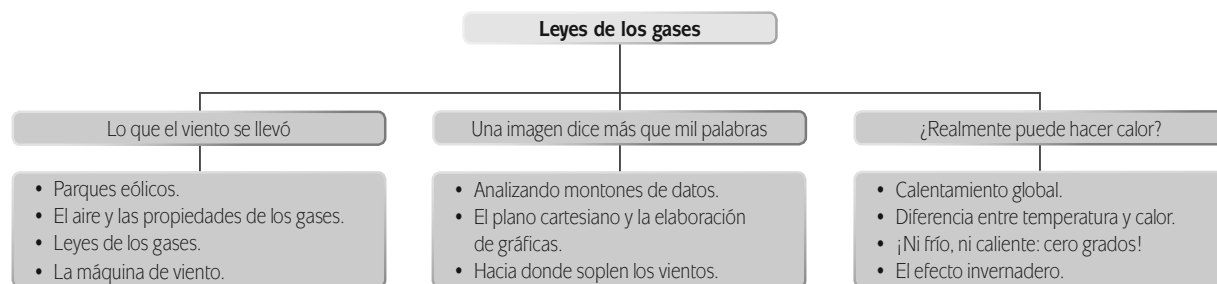 Leyes de los gases
Lo que el viento se llevó
• Parques eólicos.
• El aire y las propiedades de los gases.
• Leyes de los gases.
• La máquina de viento.
Una imagen dice más que mil palabras
• Analizando montones de datos.
• El plano cartesiano y la elaboración
de gráficas.
• Hacia donde soplen los vientos.
¿Realmente puede hacer calor?
• Calentamiento global.
• Diferencia entre temperatura y calor.
• ¡Ni frío, ni caliente: cero grados!
• El efecto invernadero.